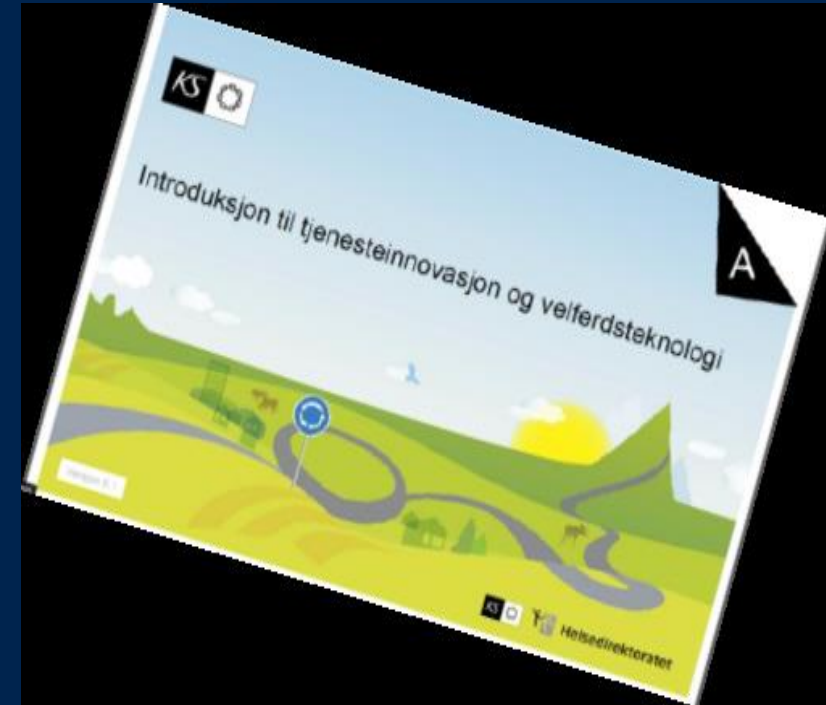 KS
Introduksjon til tjenesteinnovasjon og velferdsteknologi
A
KS
Helsedirektoratet